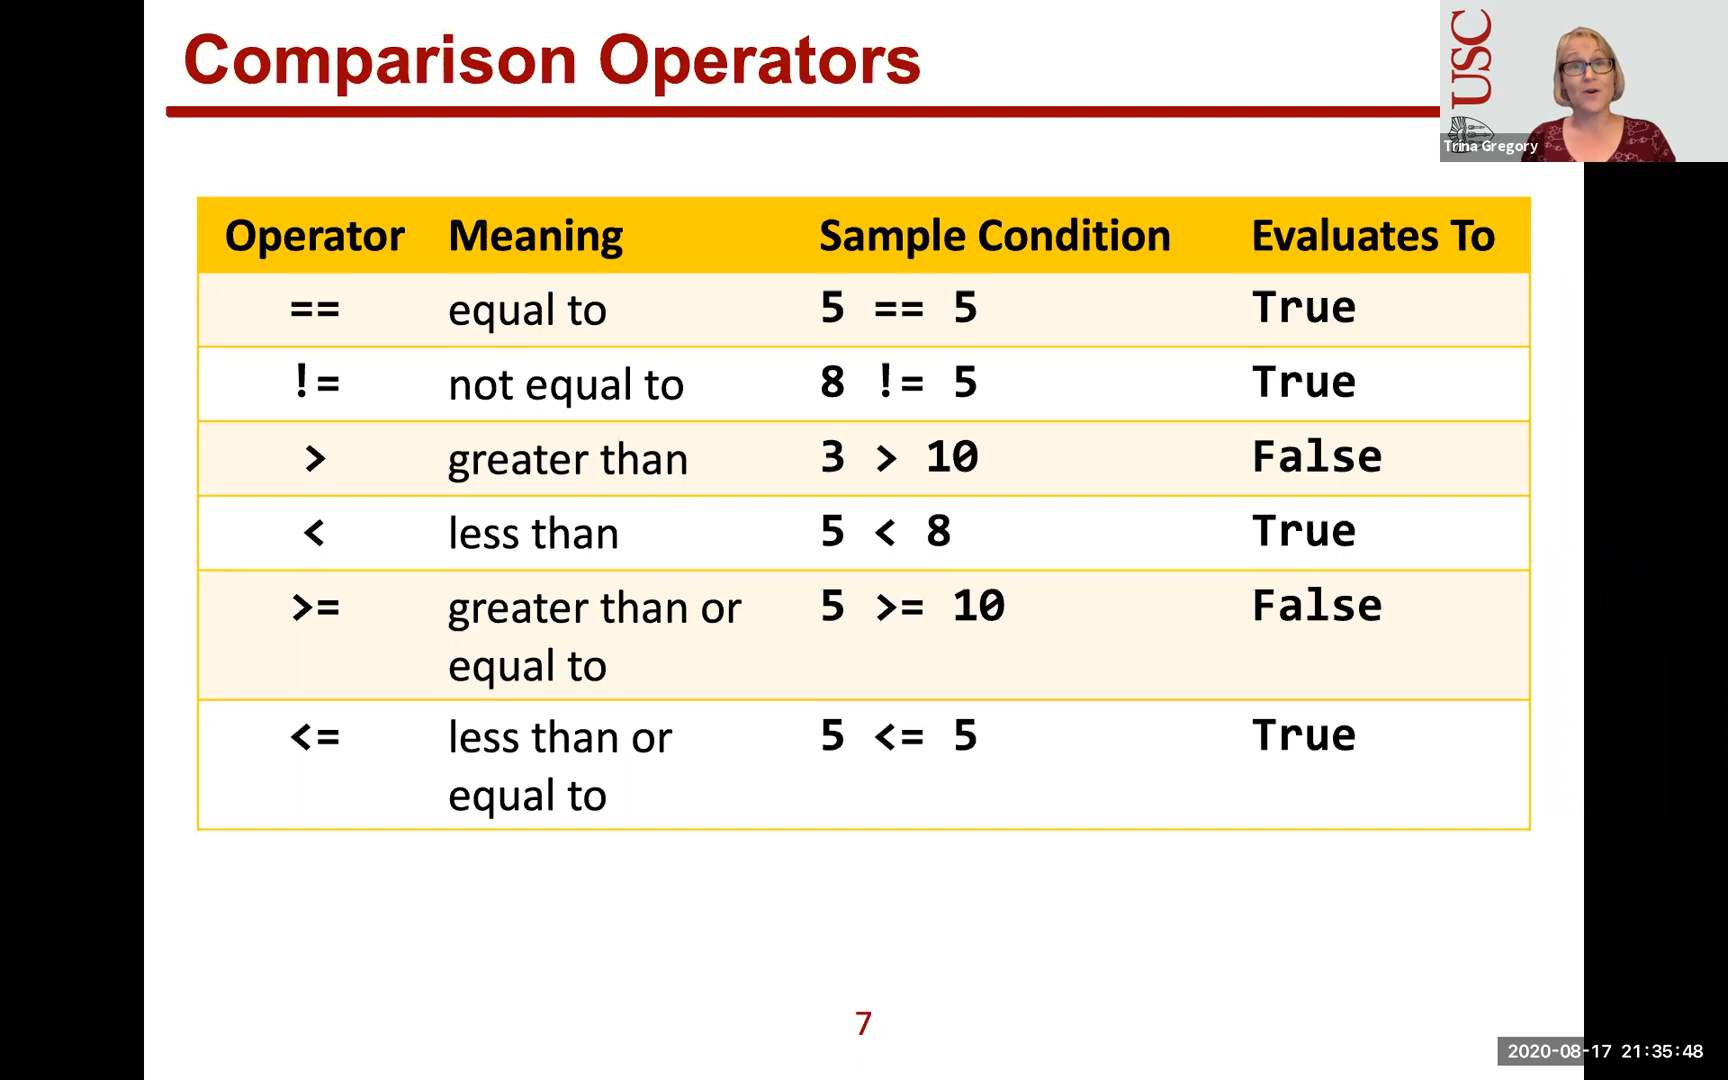 Comparison Operators
USC
Trina Gregory
Operator Meaning Sample Condition Evaluates To
== equal to 5 == 5 True
!= not equal to 8 != 5 True
> greater than 3 > 10 False
< less than 5 < 8 True
>= greater than or 5 >= 10 False
equal to
<= less than or 5 <= 5 True
equal to
7
2020-08-17 21:35:48